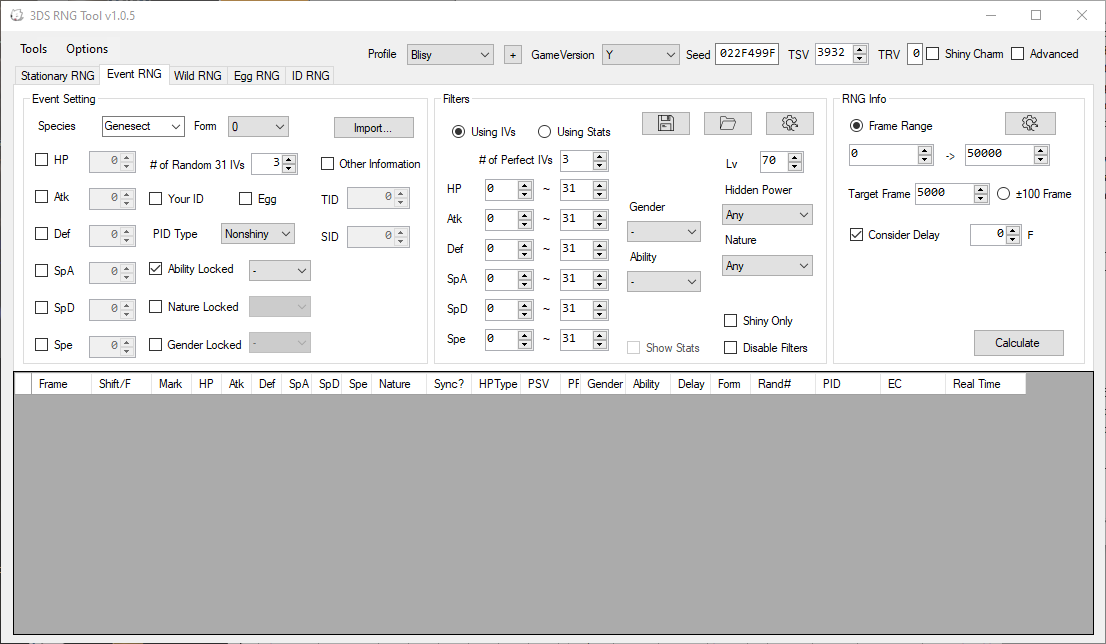 3DS RNG Tool v1.0.5
Tools Options
Profile Blisy + GameVersion Y Seed 022F499F TSV 3932 TRV 0 Shiny Charm Advanced
Stationary RNG Event RNG Wild RNG Egg RNG ID RNG
Event Setting
Species Genesect Form 0 Import...
HP 0 # of Random 31 IVs 3 Other Information
Atk 0 Your ID Egg TID 0
Def 0 PID Type Nonshiny SID 0
SpA 0 Ability Locked -
SpD 0 Nature Locked
Spe 0 Gender Locked -
Filters
Using IVs Using Stats
# of Perfect IVs 3 Lv 70
HP 0 ~ 31 Hidden Power
Gender Any
Atk 0 ~ 31 -
Nature
Def 0 ~ 31 Ability Any
SpA 0 ~ 31 -
SpD 0 ~ 31 Shiny Only
Spe 0 ~ 31 Show Stats Disable Filters
RNG Info
Frame Range
0 -> 50000
Target Frame 5000 ±100 Frame
Consider Delay 0 F
Calculate
Frame Shift/F Mark HP Atk Def SpA SpD Spe Nature Sync? HPType PSV Gender Ability Delay Form Rand# PID EC Real Time